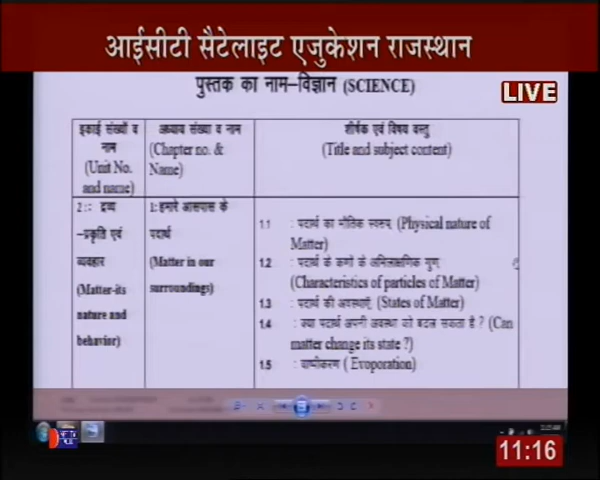 आईसीटी सैटेलाइट एजुकेशन राजस्थान
पुस्तक का नाम-विज्ञान (SCIENCE)
LIVE
इकाई संख्याँ व
नाम
(Unit No.
and name)
अध्याय संख्या व नाम
(Chapter no. &
Name)
शीर्षक एवं विषय वस्तु
(Title and subject content)
2:: द्रव्य
-प्रकृति एवं
व्यवहार
(Matter-its
nature and
behavior)
1:हमारे आसपास के
पदार्थ
(Matter in our
surroundings)
1.1 : पदार्थ का भौतिक स्वरुप, (Physical nature of
Matter)
1.2 : पदार्थ के कणों के अभिलाक्षणिक गुण,
(Characteristics of particles of Matter)
1.3 : पदार्थ की अवस्थाएँ, (States of Matter)
1.4 : क्या पदार्थ अपनी अवस्था को बदल सकता है ? (Can
matter change its state ?)
1.5 : वाष्पीकरण ( Evoporation)
11:16